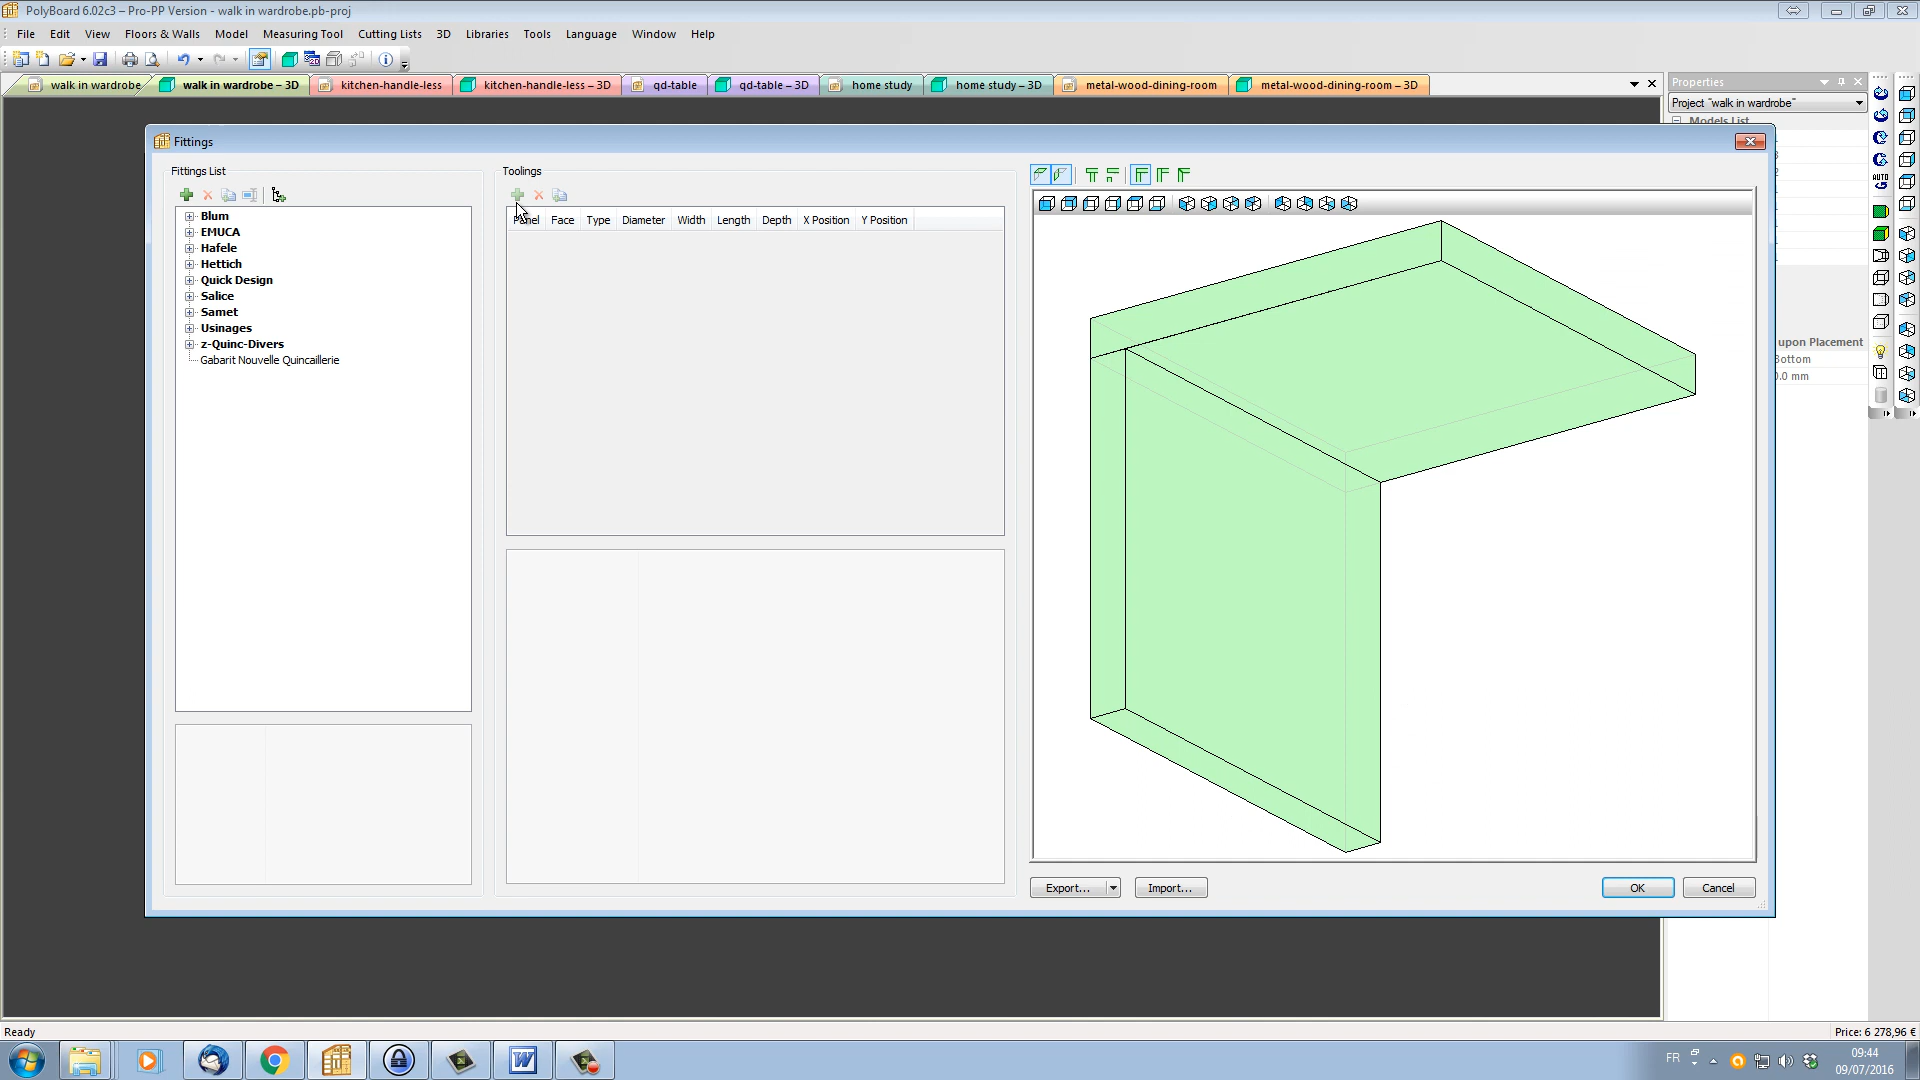 PolyBoard 6.02c3 – Pro-PP Version - walk in wardrobe.pb-proj
File Edit View Floors & Walls Model Measuring Tool Cutting Lists 3D Libraries Tools Language Window Help
walk in wardrobe walk in wardrobe – 3D kitchen-handle-less kitchen-handle-less – 3D qd-table qd-table – 3D home study home study – 3D metal-wood-dining-room metal-wood-dining-room – 3D
Properties
Project "walk in wardrobe"
Models List
Fittings
Fittings List
Toolings
AUTO
Blum
EMUCA
Hafele
Hettich
Quick Design
Salice
Samet
Usinages
z-Quinc-Divers
Gabarit Nouvelle Quincaillerie
Panel Face Type Diameter Width Length Depth X Position Y Position
upon Placement
Bottom
0.0 mm
Export... Import... OK Cancel
Ready
Price: 6 278,96 €
FR
09:44
09/07/2016